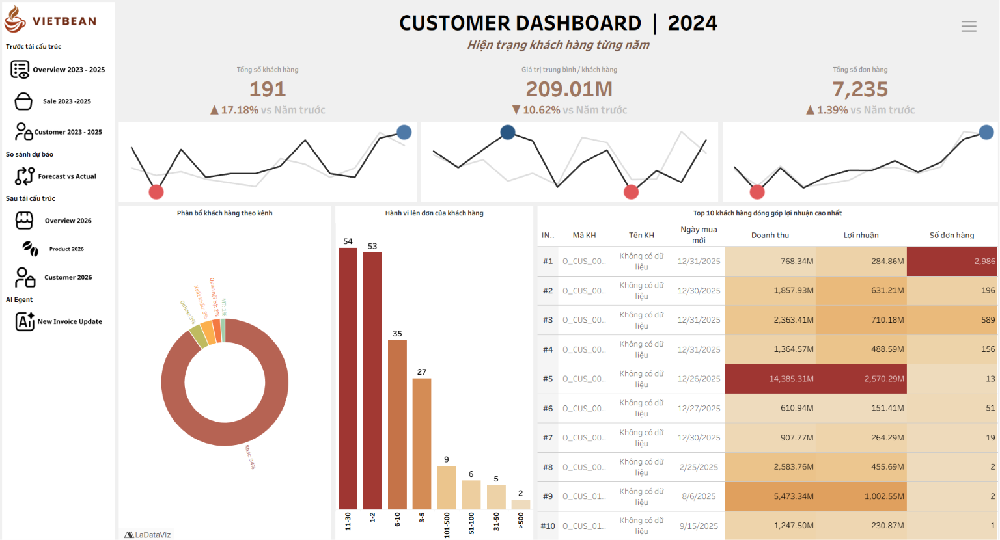 VIETBEAN
Trước tái cấu trúc
Overview 2023 - 2025
Sale 2023 -2025
Customer 2023 - 2025
So sánh dự báo
Forecast vs Actual
Sau tái cấu trúc
Overview 2026
Product 2026
Customer 2026
AI Egent
New Invoice Update
CUSTOMER DASHBOARD | 2024
Hiện trạng khách hàng từng năm
Tổng số khách hàng
191
▲ 17.18% vs Năm trước
Giá trị trung bình / khách hàng
209.01M
▼ 10.62% vs Năm trước
Tổng số đơn hàng
7,235
▲ 1.39% vs Năm trước
Phân bổ khách hàng theo kênh
Online: 3%
Xuất khẩu: 3%
Quán nội bộ: 2%
MT: 1%
Khác: 94%
LaDataViz
Hành vi lên đơn của khách hàng
54
53
35
27
9
6
5
2
11-30
1-2
6-10
3-5
101-500
51-100
31-50
>500
Top 10 khách hàng đóng góp lợi nhuận cao nhất
IN.. Mã KH Tên KH Ngày mua mới Doanh thu Lợi nhuận Số đơn hàng
#1 O_CUS_00.. Không có dữ liệu 12/31/2025 768.34M 284.86M 2,986
#2 O_CUS_00.. Không có dữ liệu 12/30/2025 1,857.93M 631.21M 196
#3 O_CUS_00.. Không có dữ liệu 12/31/2025 2,363.41M 710.18M 589
#4 O_CUS_00.. Không có dữ liệu 12/31/2025 1,364.57M 488.59M 156
#5 O_CUS_00.. Không có dữ liệu 12/26/2025 14,385.31M 2,570.29M 13
#6 O_CUS_00.. Không có dữ liệu 12/27/2025 610.94M 151.41M 51
#7 O_CUS_00.. Không có dữ liệu 12/30/2025 907.77M 264.29M 19
#8 O_CUS_00.. Không có dữ liệu 2/25/2025 2,583.76M 455.69M 2
#9 O_CUS_01.. Không có dữ liệu 8/6/2025 5,473.34M 1,002.55M 2
#10 O_CUS_01.. Không có dữ liệu 9/15/2025 1,247.50M 230.87M 1